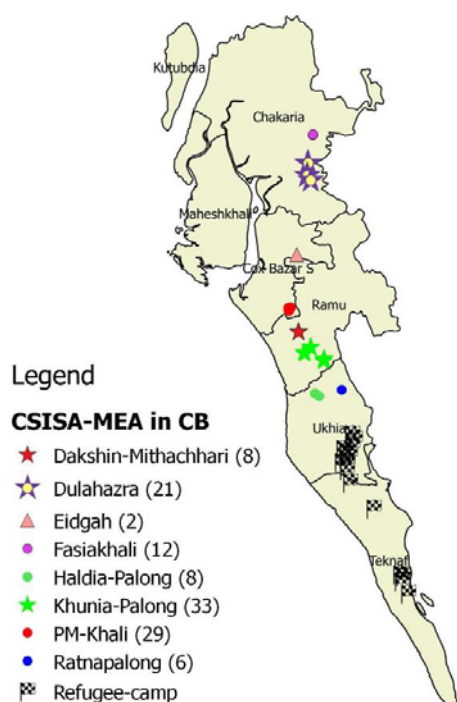 Kutubdia
Chakaria
Maheshkhali
Cox Bazar S
Ramu
Ukhia
Teknaf
Legend
CSISA-MEA in CB
Dakshin-Mithachhari (8)
Dulahazra (21)
Eidgah (2)
Fasiakhali (12)
Haldia-Palong (8)
Khunia-Palong (33)
PM-Khali (29)
Ratnapalong (6)
Refugee-camp